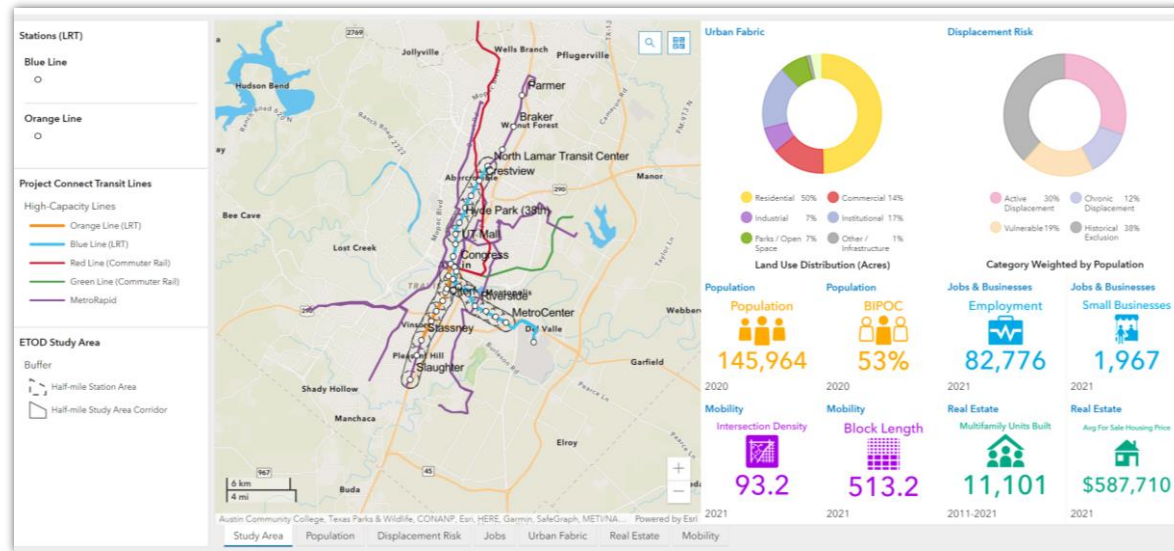 Stations (LRT)
Blue Line
Orange Line
Project Connect Transit Lines
High-Capacity Lines
Orange Line (LRT)
Blue Line (LRT)
Red Line (Commuter Rail)
Green Line (Commuter Rail)
MetroRapid
ETOD Study Area
Buffer
Half-mile Station Area
Half-mile Study Area Corridor
2769
Jollyville
Wells Branch
Pflugerville
Hudson Bend
Parmer
Braker
Walnut Forest
North Lamar Transit Center
Crestview
290
Manor
Hyde Park (38th)
Bee Cave
UT Mall
Lost Creek
Congress
Riverside
MetroCenter
Del Valle
Stassney
Pleasant Hill
Slaughter
Garfield
Shady Hollow
Manchaca
Elroy
967
45
Buda
6 km
4 mi
Austin Community College, Texas Parks & Wildlife, CONANP, Esri, HERE, Garmin, SafeGraph, METI/NA... Powered by Esri
Study Area Population Displacement Risk Jobs Urban Fabric Real Estate Mobility
Urban Fabric
Residential 50% Commercial 14%
Industrial 7% Institutional 17%
Parks / Open Space 7% Other / Infrastructure 1%
Land Use Distribution (Acres)
Displacement Risk
Active Displacement 30% Chronic Displacement 12%
Vulnerable 19% Historical Exclusion 38%
Category Weighted by Population
Population
Population
145,964
2020
Population
BIPOC
53%
2020
Jobs & Businesses
Employment
82,776
2021
Jobs & Businesses
Small Businesses
1,967
2021
Mobility
Intersection Density
93.2
2021
Mobility
Block Length
513.2
2021
Real Estate
Multifamily Units Built
11,101
2011-2021
Real Estate
Avg For Sale Housing Price
$587,710
2021